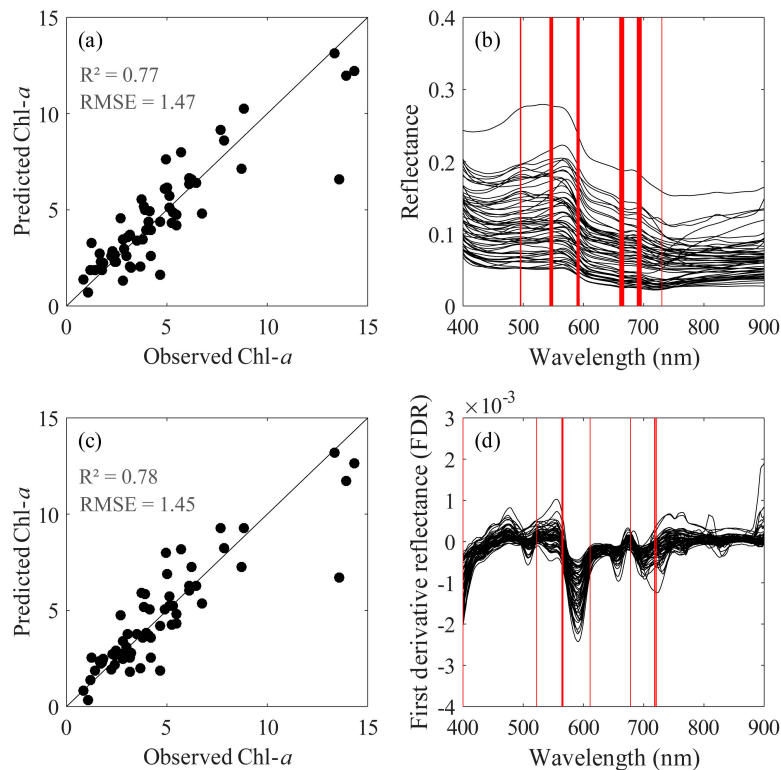 (a)
R² = 0.77
RMSE = 1.47
15
10
5
0
0 5 10 15
Predicted Chl-a
Observed Chl-a
(b)
0.4
0.3
0.2
0.1
0
400 500 600 700 800 900
Reflectance
Wavelength (nm)
(c)
R² = 0.78
RMSE = 1.45
15
10
5
0
0 5 10 15
Predicted Chl-a
Observed Chl-a
×10⁻³
(d)
3
2
1
0
-1
-2
-3
-4
400 500 600 700 800 900
First derivative reflectance (FDR)
Wavelength (nm)